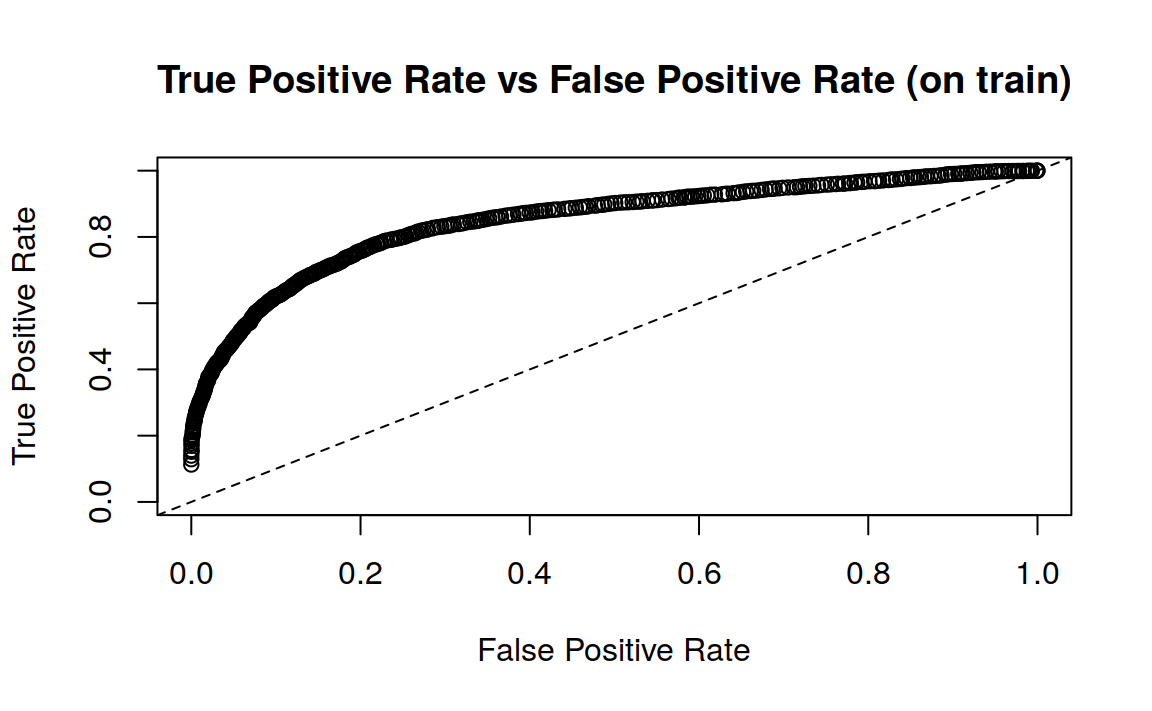 True Positive Rate vs False Positive Rate (on train)
True Positive Rate
0.8
0.4
0.0
0.0 0.2 0.4 0.6 0.8 1.0
False Positive Rate